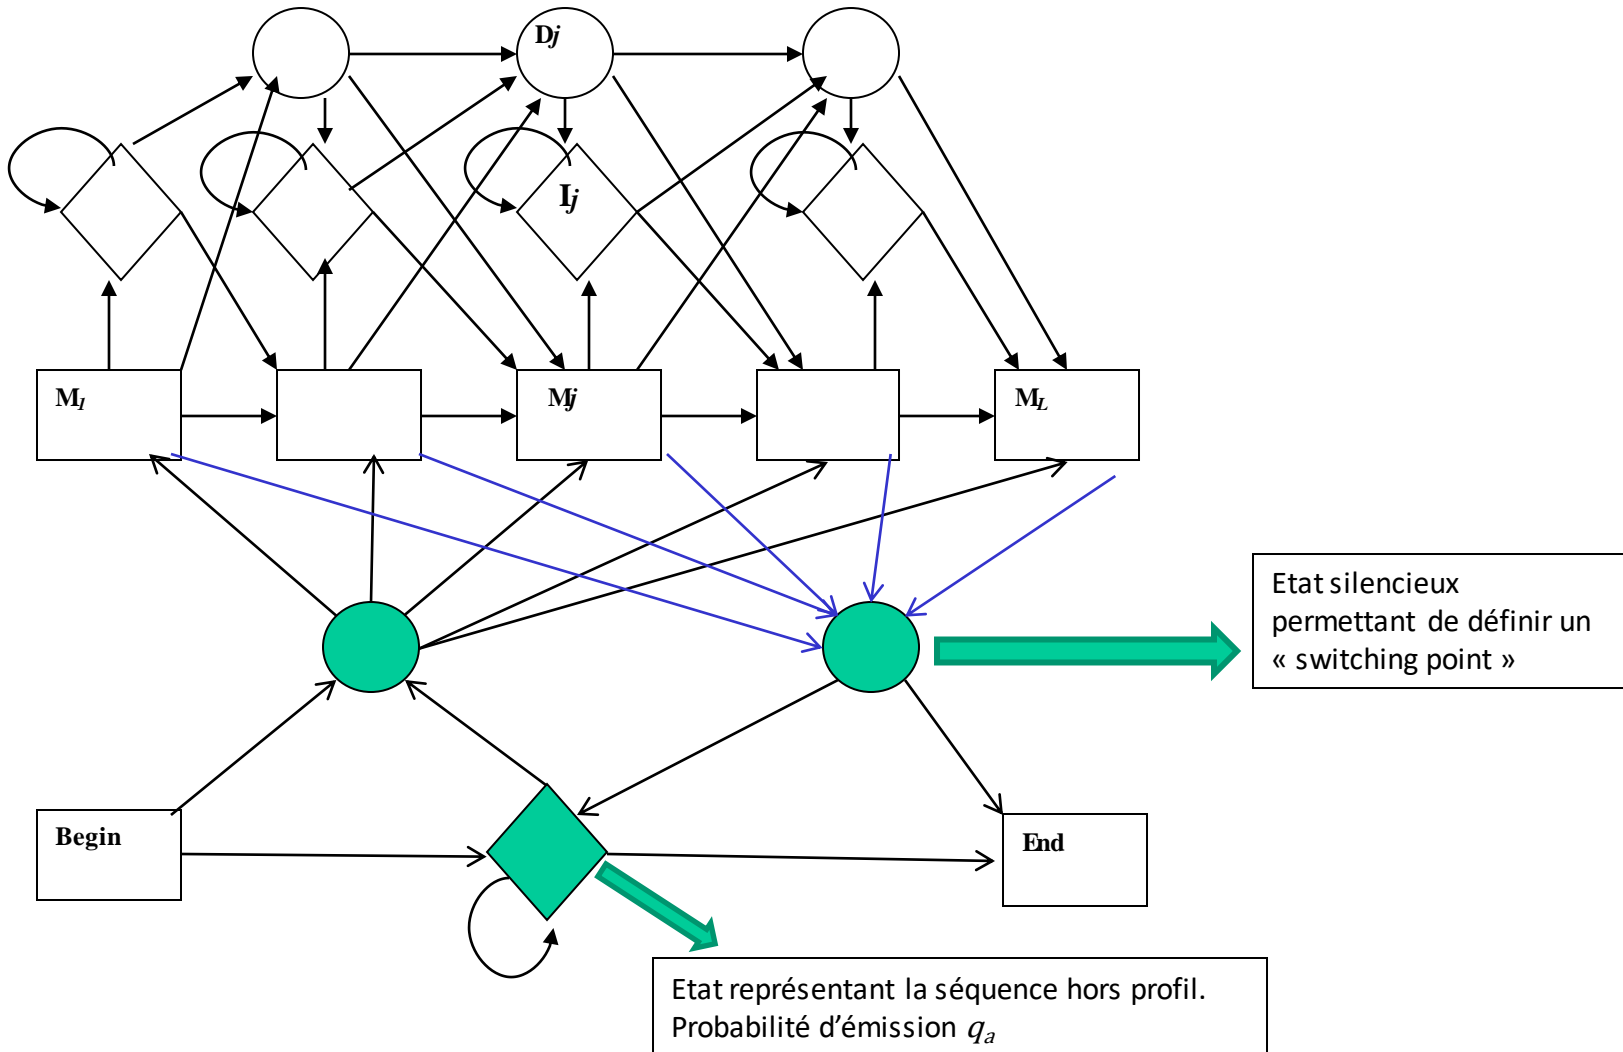 Dj
Ij
M1
Mj
ML
Etat silencieux
permettant de définir un
« switching point »
Begin
End
Etat représentant la séquence hors profil.
Probabilité d'émission qa